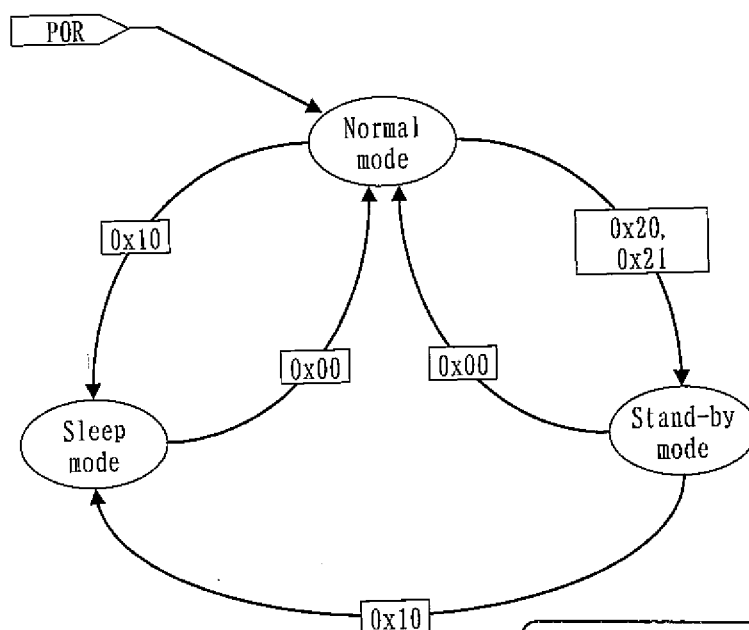 POR
Normal
mode
0x10
0x20,
0x21
0x00
0x00
Sleep
mode
Stand-by
mode
0x10